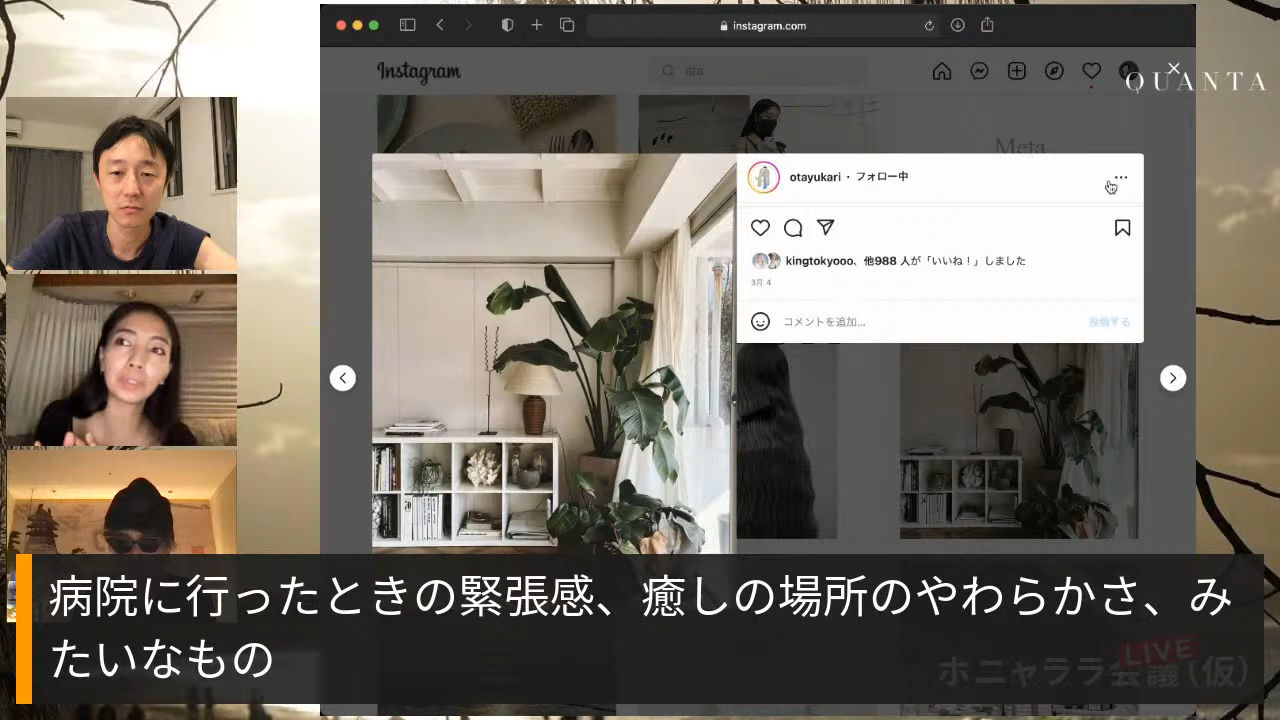 instagram.com
Instagram
QUANTA
Meta
otayukari・フォロー中
kingtokyooo、他988 人が「いいね！」しました
3月 4
コメントを追加...
投稿する
病院に行ったときの緊張感、癒しの場所のやわらかさ、み
たいなもの
LIVE
ホニャララ会議（仮）